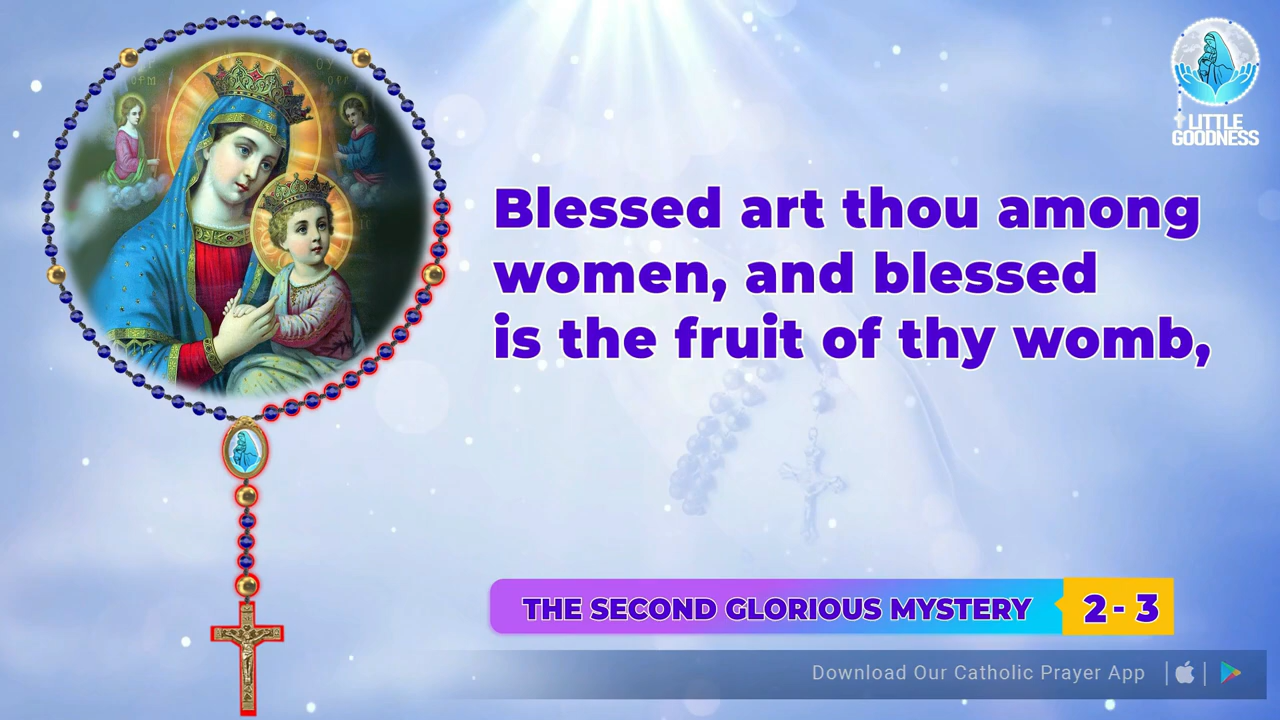 LITTLE
GOODNESS
Blessed art thou among
women, and blessed
is the fruit of thy womb,
THE SECOND GLORIOUS MYSTERY 2 - 3
Download Our Catholic Prayer App